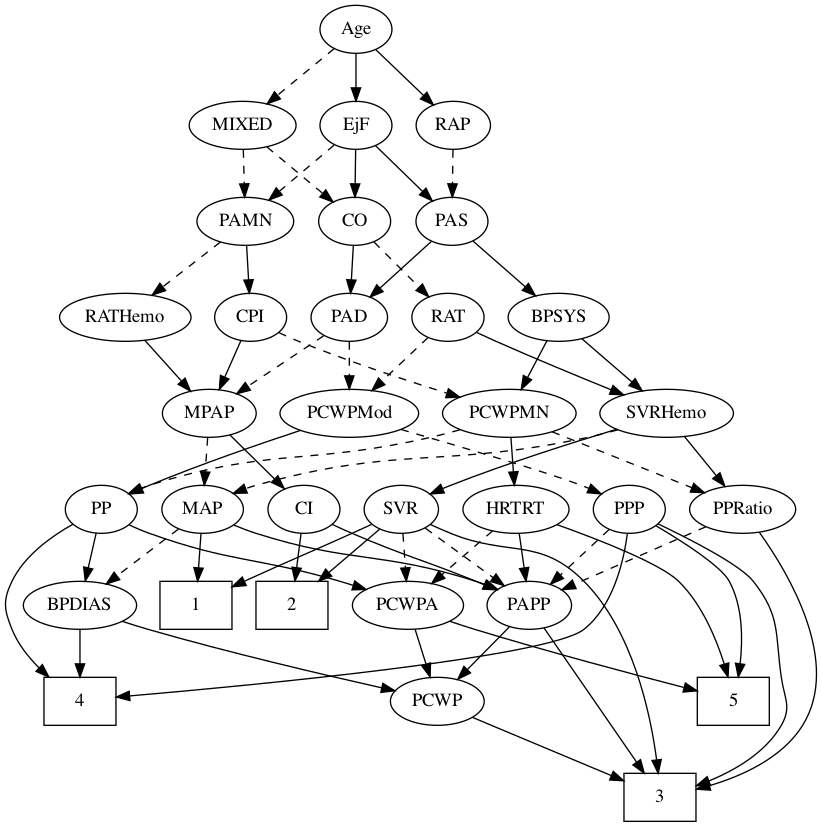 Age
MIXED EjF RAP
PAMN CO PAS
RATHemo CPI PAD RAT BPSYS
MPAP PCWPMod PCWPMN SVRHemo
PP MAP CI SVR HRTRT PPP PPRatio
BPDIAS 1 2 PCWPA PAPP
4 PCWP 5
3